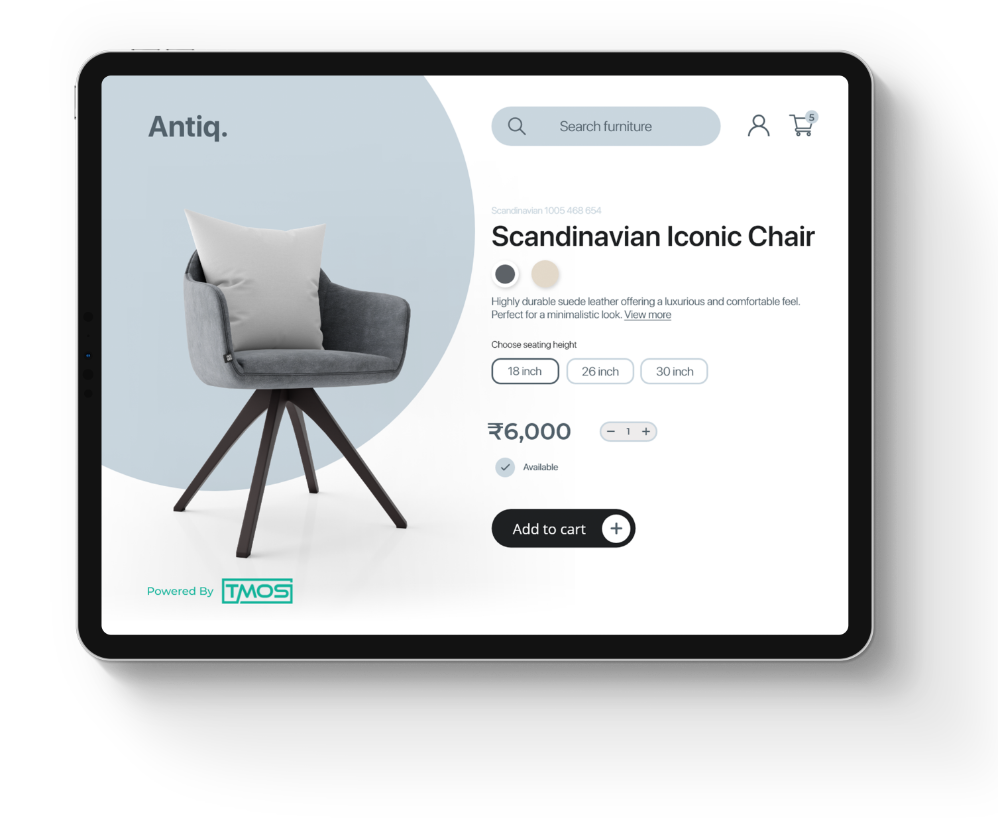 Antiq.
Search furniture
5
Scandinavian 1005 468 654
Scandinavian Iconic Chair
Highly durable suede leather offering a luxurious and comfortable feel.
Perfect for a minimalistic look. View more
Choose seating height
18 inch
26 inch
30 inch
₹6,000
− 1 +
Available
Add to cart +
Powered By TMOS